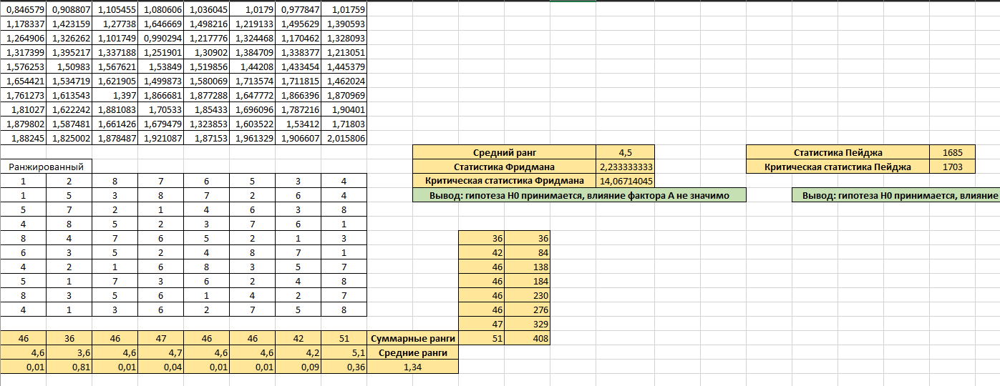 0,846579 0,908807 1,105455 1,080606 1,036045 1,0179 0,977847 1,01759
1,178337 1,423159 1,27738 1,646669 1,498216 1,219133 1,495629 1,390593
1,264906 1,326262 1,101749 0,990294 1,217776 1,324468 1,170462 1,328093
1,317399 1,395217 1,337188 1,251901 1,30902 1,384709 1,338377 1,213051
1,576253 1,50983 1,567621 1,53849 1,519856 1,44208 1,433454 1,445379
1,654421 1,534719 1,621905 1,499873 1,580069 1,713574 1,711815 1,462024
1,761273 1,613543 1,397 1,866681 1,877288 1,647772 1,866396 1,870969
1,81027 1,622242 1,881083 1,70533 1,85433 1,696096 1,787216 1,90401
1,879802 1,587481 1,661426 1,679479 1,323853 1,603522 1,53412 1,71803
1,88245 1,825002 1,878487 1,921087 1,87153 1,961329 1,906607 2,015806
Средний ранг 4,5 Статистика Пейджа 1685
Ранжированный Статистика Фридмана 2,233333333 Критическая статистика Пейджа 1703
1 2 8 7 6 5 3 4 Критическая статистика Фридмана 14,06714045
1 5 3 8 7 2 6 4 Вывод: гипотеза H0 принимается, влияние фактора А не значимо Вывод: гипотеза H0 принимается, влияние
5 7 2 1 4 6 3 8
4 8 5 2 3 7 6 1
8 4 7 6 5 2 1 3 36 36
6 3 5 2 4 8 7 1 42 84
4 2 1 6 8 3 5 7 46 138
5 1 7 3 6 2 4 8 46 184
8 3 5 6 1 4 2 7 46 230
4 1 3 6 2 7 5 8 46 276
47 329
46 36 46 47 46 46 42 51 Суммарные ранги 51 408
4,6 3,6 4,6 4,7 4,6 4,6 4,2 5,1 Средние ранги
0,01 0,81 0,01 0,04 0,01 0,01 0,09 0,36 1,34